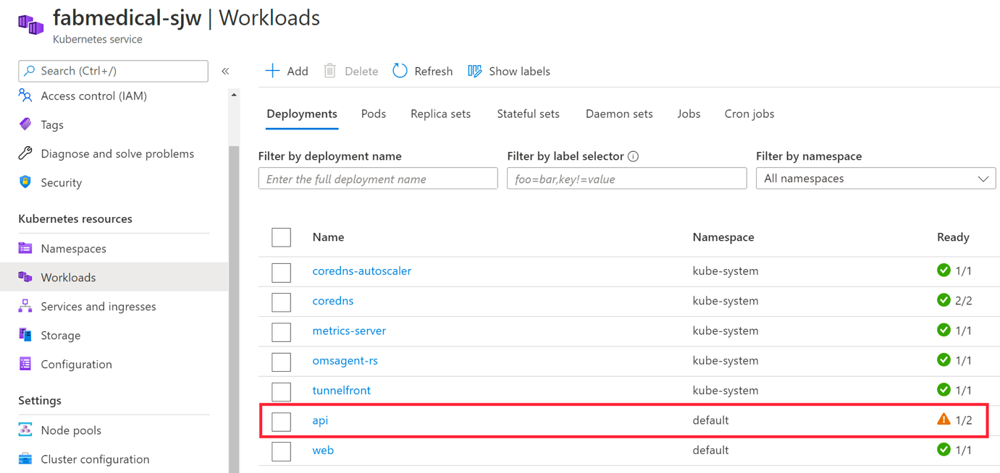 fabmedical-sjw | Workloads
Kubernetes service
Search (Ctrl+/)
«
Access control (IAM)
Tags
Diagnose and solve problems
Security
Kubernetes resources
Namespaces
Workloads
Services and ingresses
Storage
Configuration
Settings
Node pools
Cluster configuration
Add Delete Refresh Show labels
Deployments Pods Replica sets Stateful sets Daemon sets Jobs Cron jobs
Filter by deployment name Filter by label selector Filter by namespace
Enter the full deployment name foo=bar,key!=value All namespaces
Name Namespace Ready
coredns-autoscaler kube-system 1/1
coredns kube-system 2/2
metrics-server kube-system 1/1
omsagent-rs kube-system 1/1
tunnelfront kube-system 1/1
api default 1/2
web default 1/1